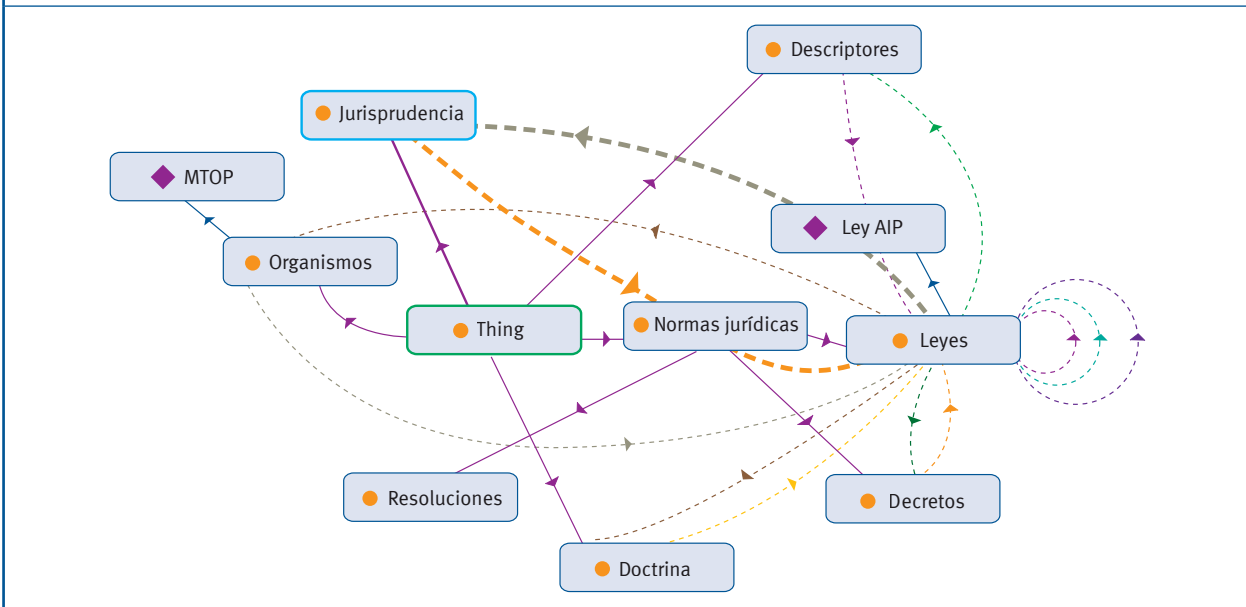 Descriptores
Jurisprudencia
MTOP
Ley AIP
Organismos
Thing
Normas jurídicas
Leyes
Resoluciones
Decretos
Doctrina